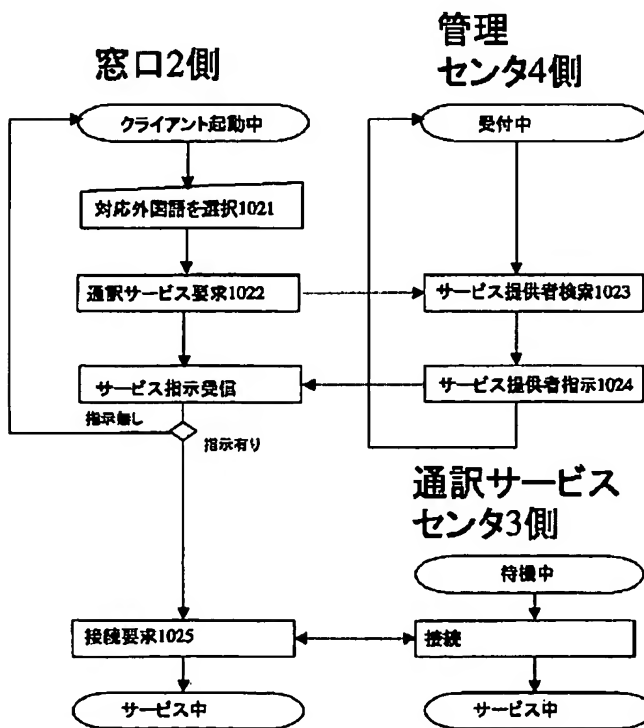 窓口2側
クライアント起動中
対応外国語を選択1021
通訳サービス要求1022
サービス指示受信
指示無し
指示有り
接続要求1025
サービス中
管理
センタ4側
受付中
サービス提供者検索1023
サービス提供者指示1024
通訳サービス
センタ3側
待機中
接続
サービス中